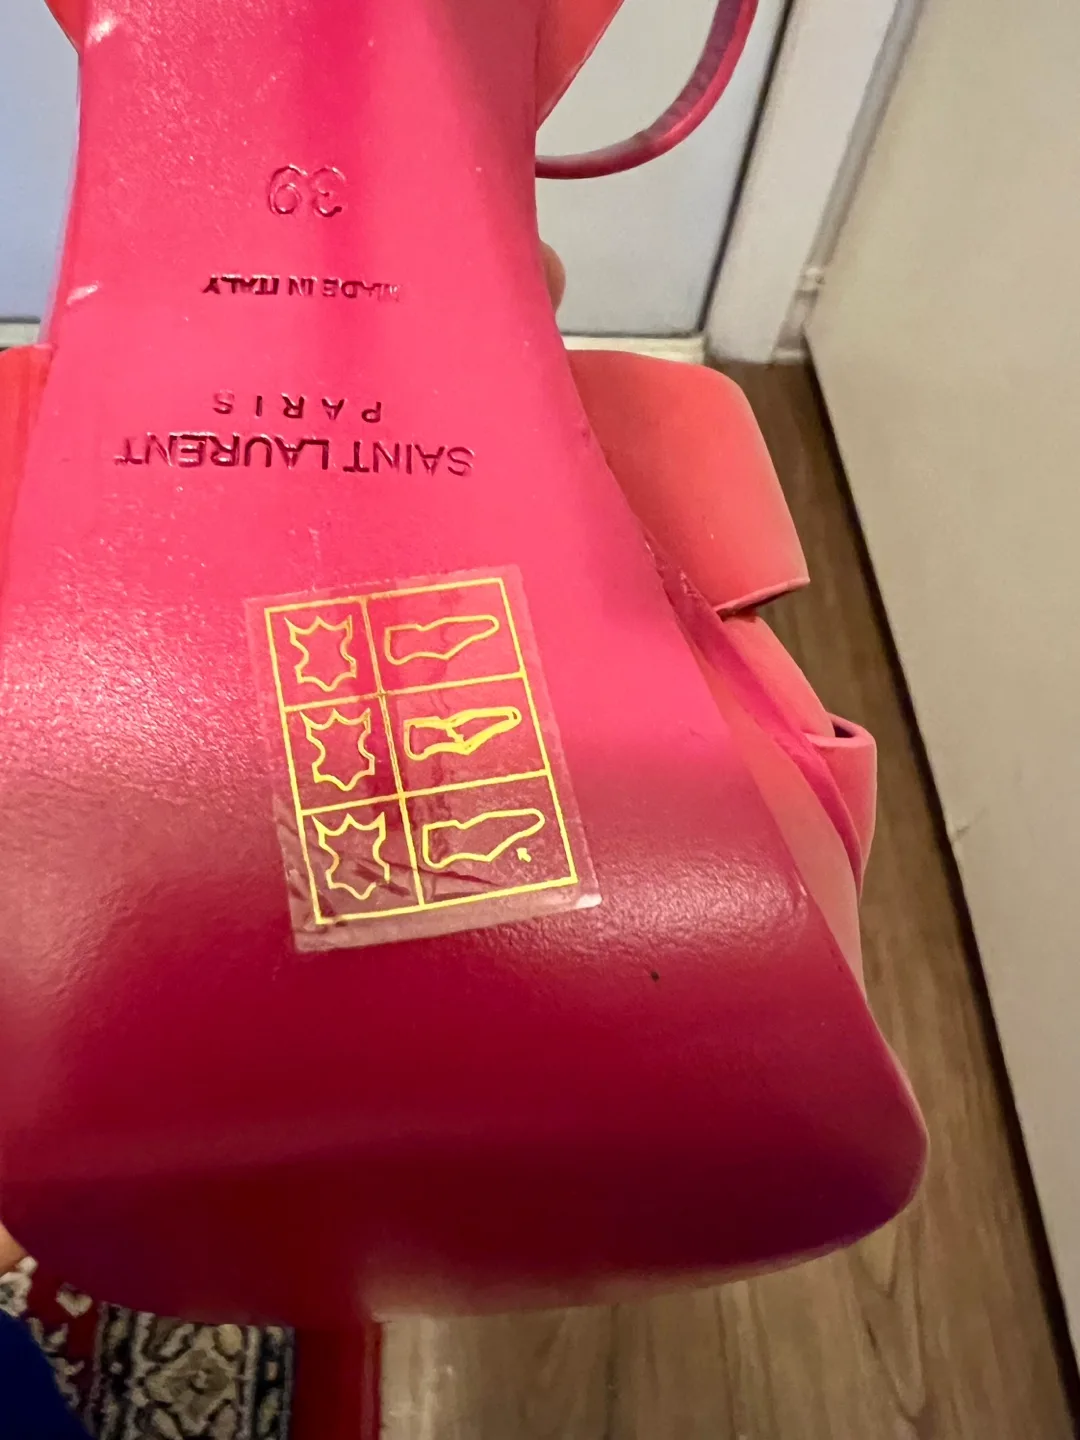 SAINT LAURENT
PARIS
MADE IN ITALY
39